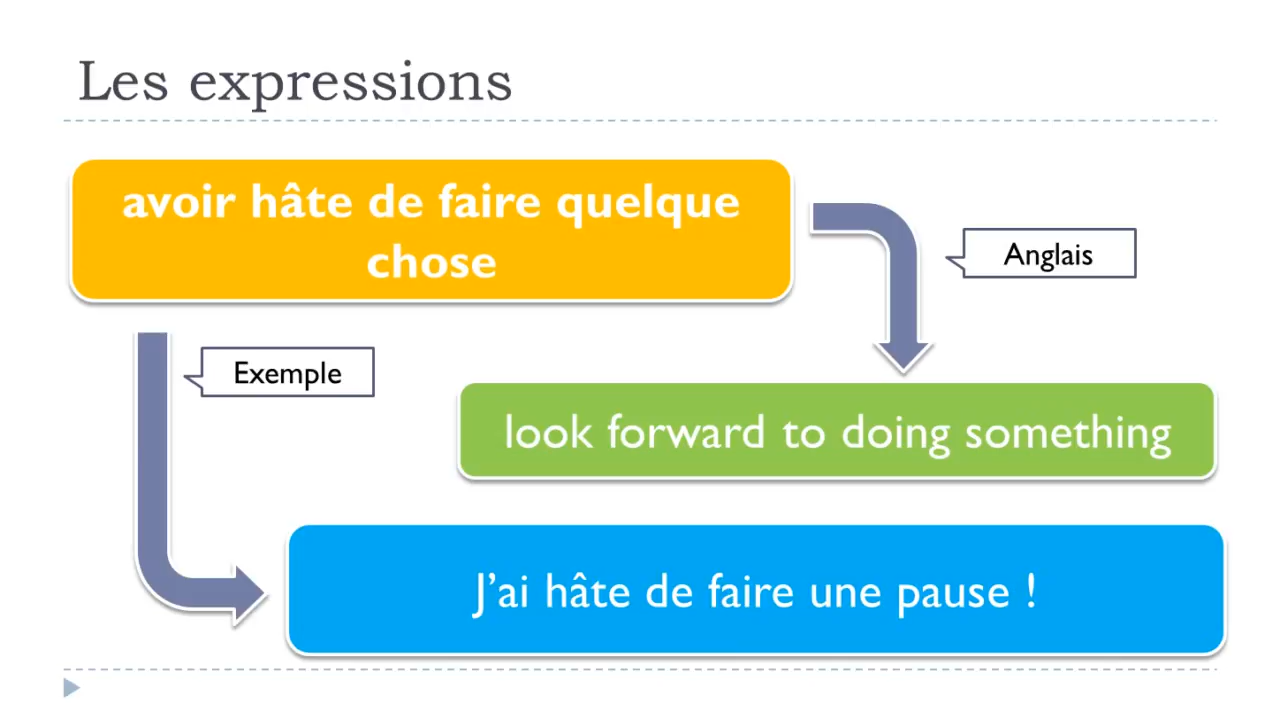 Les expressions
avoir hâte de faire quelque
chose
Anglais
Exemple
look forward to doing something
J’ai hâte de faire une pause !